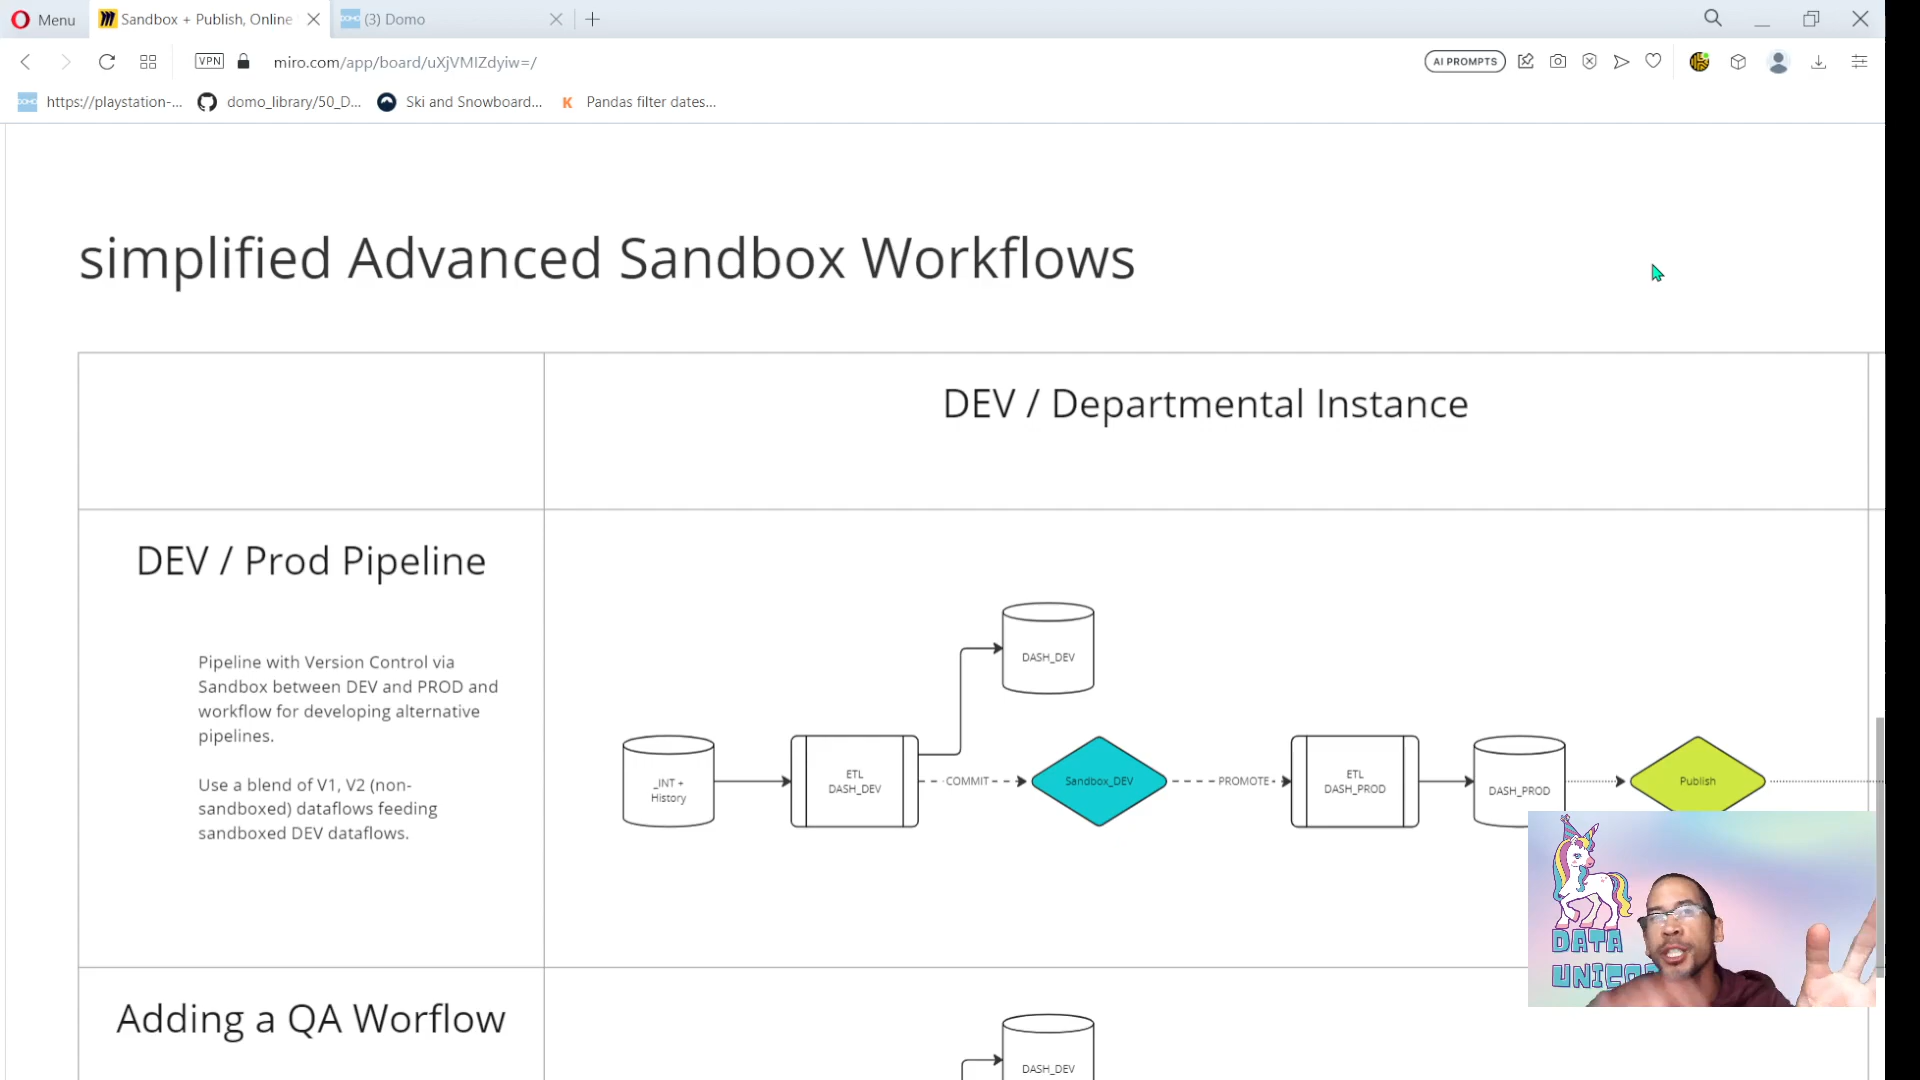 Menu
Sandbox + Publish, Online
(3) Domo
VPN
miro.com/app/board/uXjVMIZdyiw=/
AI PROMPTS
DOMO
https://playstation-...
domo_library/50_D...
Ski and Snowboard...
K
Pandas filter dates...
simplified Advanced Sandbox Workflows
DEV / Departmental Instance
DEV / Prod Pipeline
Pipeline with Version Control via
Sandbox between DEV and PROD and
workflow for developing alternative
pipelines.
Use a blend of V1, V2 (non-
sandboxed) dataflows feeding
sandboxed DEV dataflows.
DASH_DEV
_INT +
History
ETL
DASH_DEV
COMMIT
Sandbox_DEV
PROMOTE
ETL
DASH_PROD
DASH_PROD
Publish
DATA
UNICO
Adding a QA Worflow
DASH_DEV